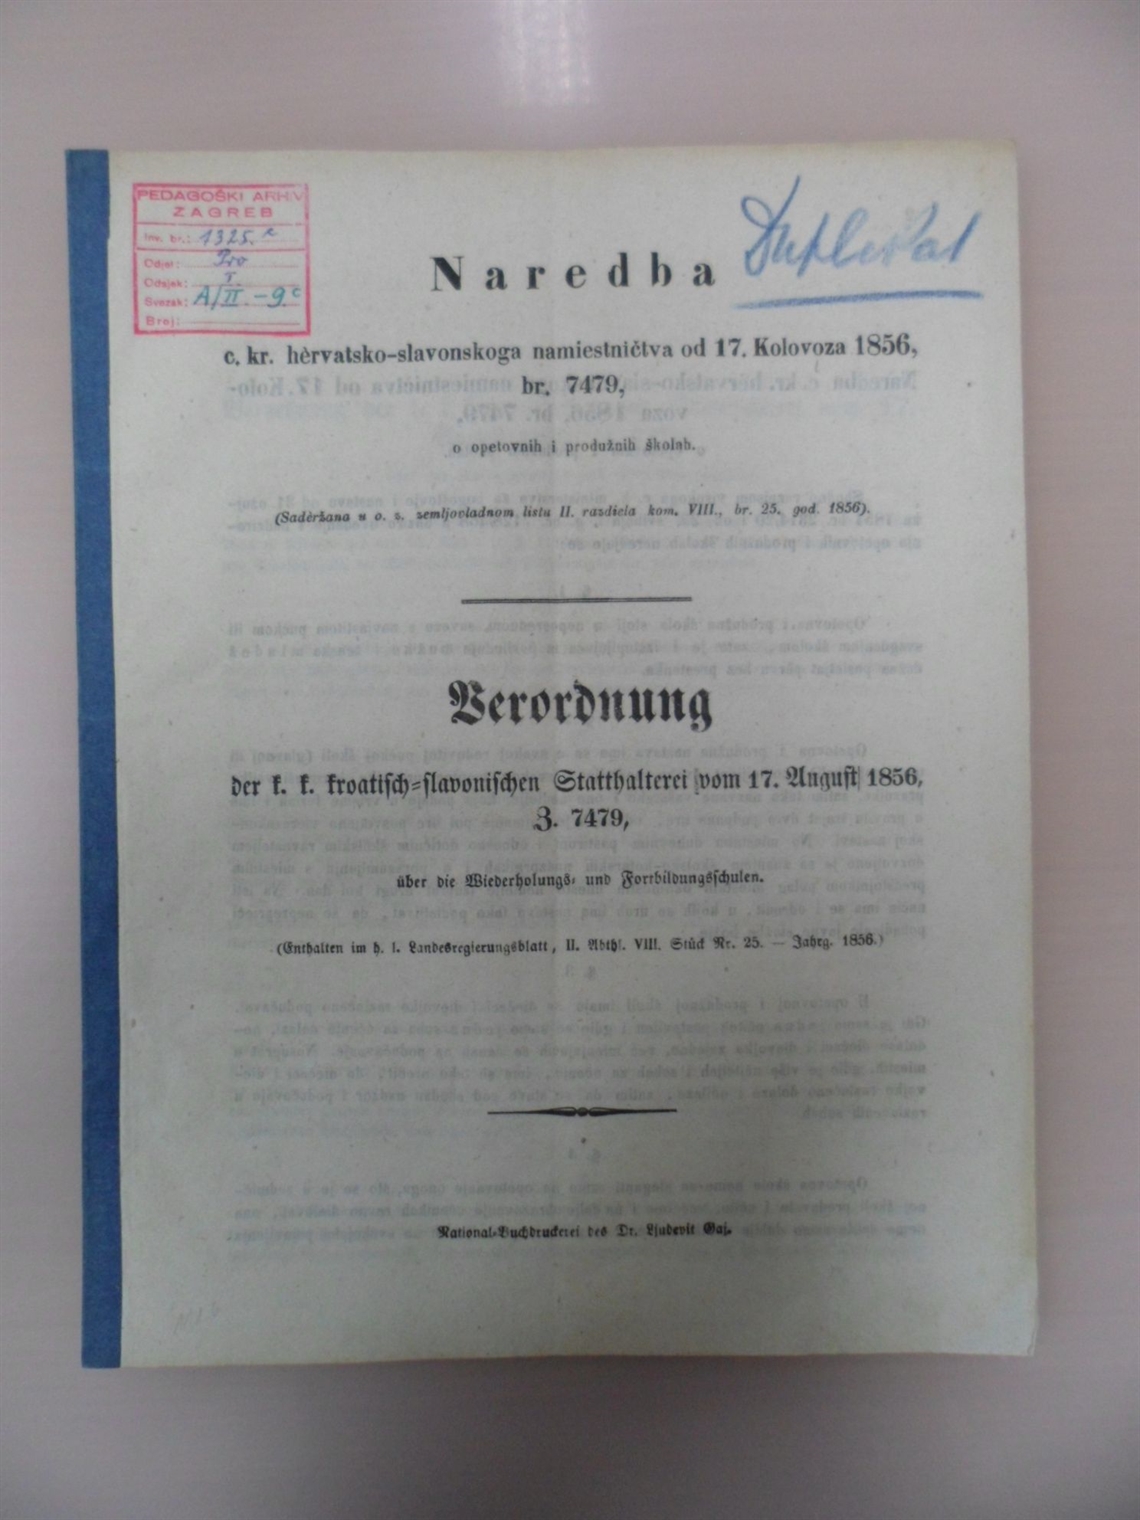 PEDAGOŠKI ARHIV
ZAGREB
Inv. br.: 1325.
Odjel: Pro
Odsjek: I.
Svezak: A/II. - 9.c
Broj:
Duplikat
Naredba
c. kr. hèrvatsko-slavonskoga namiestničtva od 17. Kolovoza 1856,
br. 7479,
o opetovnih i produžnih školah.
(Sadèržana u o. z. zemljovladnom listu II. razdiela kom. VIII., br. 25. god. 1856).
Verordnung
der k. k. kroatisch-slavonischen Statthalterei vom 17. August 1856,
Z. 7479,
über die Wiederholungs- und Fortbildungsschulen.
(Enthalten im h. l. Landesregierungsblatt, II. Abthl. VIII. Stück Nr. 25. — Jahrg. 1856.)
National-Buchdruckerei des Dr. Ljudevit Gaj.